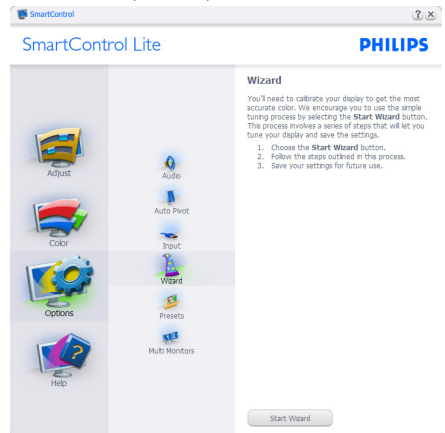 SmartControl
SmartControl Lite
PHILIPS
Adjust
Color
Options
Help
Audio
Auto Pivot
Input
Wizard
Presets
Multi Monitors
Wizard
You'll need to calibrate your display to get the most
accurate color. We encourage you to use the simple
tuning process by selecting the Start Wizard button.
This process involves a series of steps that will let you
tune your display and save the settings.
1. Choose the Start Wizard button.
2. Follow the steps outlined in this process.
3. Save your settings for future use.
Start Wizard